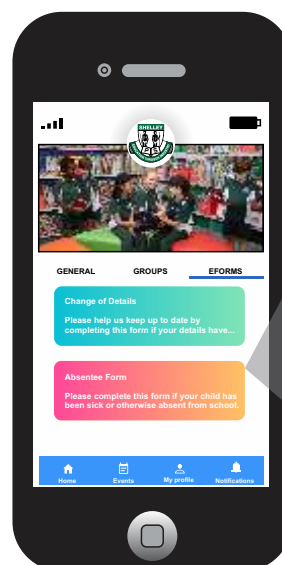 SHELLEY
GENERAL GROUPS EFORMS
Change of Details
Please help us keep up to date by
completing this form if your details have...
Absentee Form
Please complete this form if your child has
been sick or otherwise absent from school.
Home Events My profile Notifications